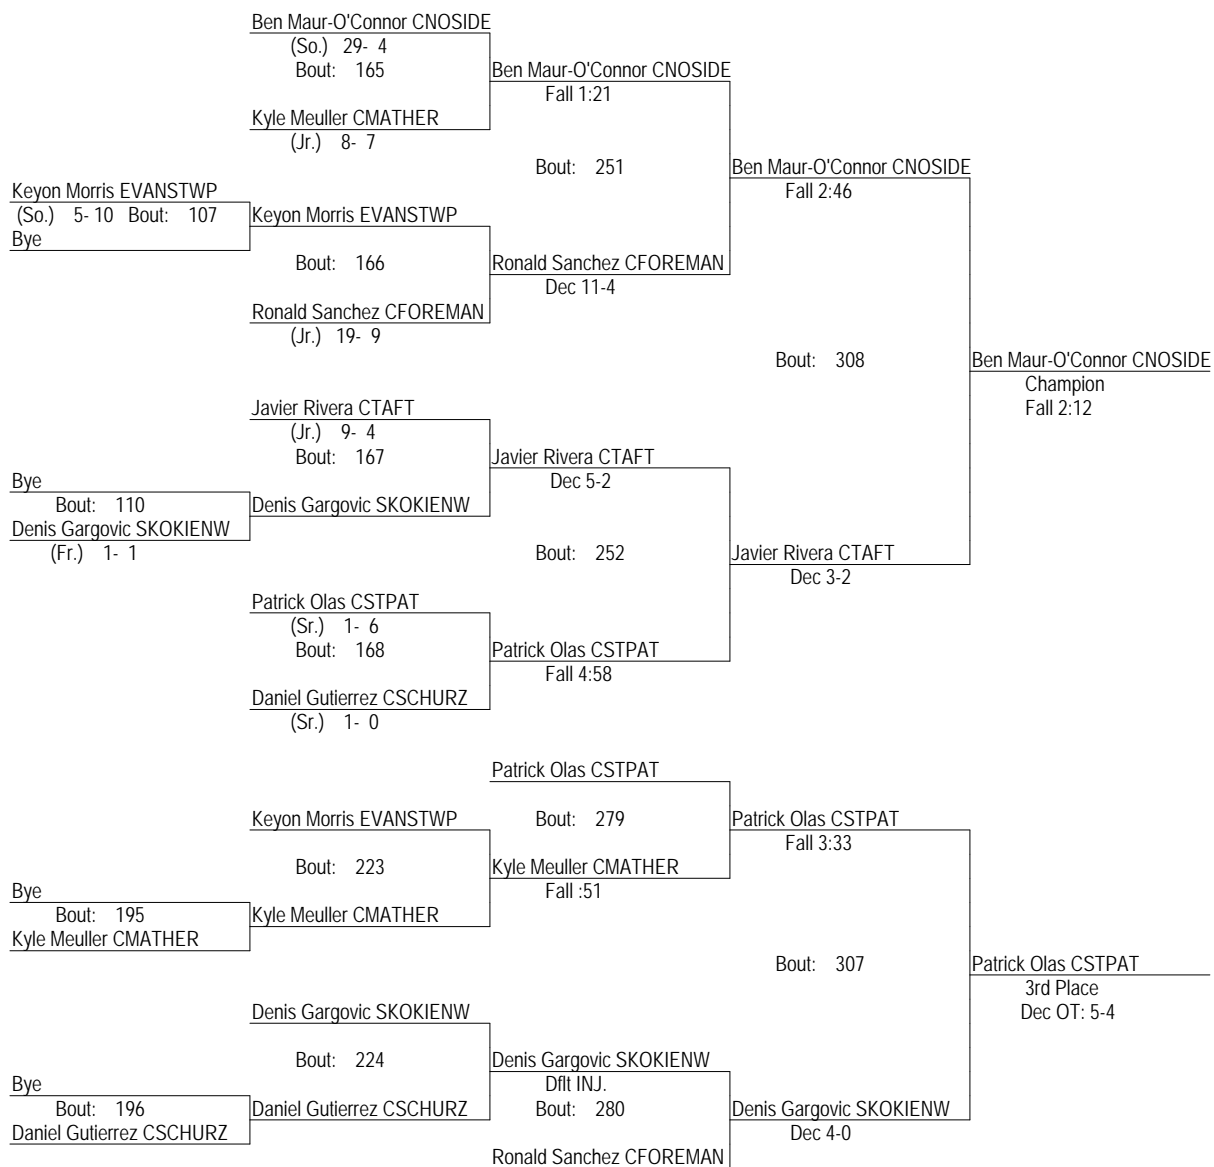 Ben Maur-O'Connor CNOSIDE
(So.) 29- 4
Bout: 165
Ben Maur-O'Connor CNOSIDE
Fall 1:21
Kyle Meuller CMATHER
(Jr.) 8- 7
Bout: 251
Ben Maur-O'Connor CNOSIDE
Fall 2:46
Keyon Morris EVANSTWP
(So.) 5- 10 Bout: 107
Bye
Keyon Morris EVANSTWP
Bout: 166
Ronald Sanchez CFOREMAN
Dec 11-4
Ronald Sanchez CFOREMAN
(Jr.) 19- 9
Bout: 308
Ben Maur-O'Connor CNOSIDE
Champion
Fall 2:12
Javier Rivera CTAFT
(Jr.) 9- 4
Bout: 167
Javier Rivera CTAFT
Dec 5-2
Bye
Bout: 110
Denis Gargovic SKOKIENW
(Fr.) 1- 1
Denis Gargovic SKOKIENW
Bout: 252
Javier Rivera CTAFT
Dec 3-2
Patrick Olas CSTPAT
(Sr.) 1- 6
Bout: 168
Patrick Olas CSTPAT
Fall 4:58
Daniel Gutierrez CSCHURZ
(Sr.) 1- 0
Patrick Olas CSTPAT
Bout: 279
Patrick Olas CSTPAT
Fall 3:33
Keyon Morris EVANSTWP
Bout: 223
Kyle Meuller CMATHER
Fall :51
Bye
Bout: 195
Kyle Meuller CMATHER
Kyle Meuller CMATHER
Bout: 307
Patrick Olas CSTPAT
3rd Place
Dec OT: 5-4
Denis Gargovic SKOKIENW
Bout: 224
Denis Gargovic SKOKIENW
Dflt INJ.
Bout: 280
Bye
Bout: 196
Daniel Gutierrez CSCHURZ
Daniel Gutierrez CSCHURZ
Denis Gargovic SKOKIENW
Dec 4-0
Ronald Sanchez CFOREMAN